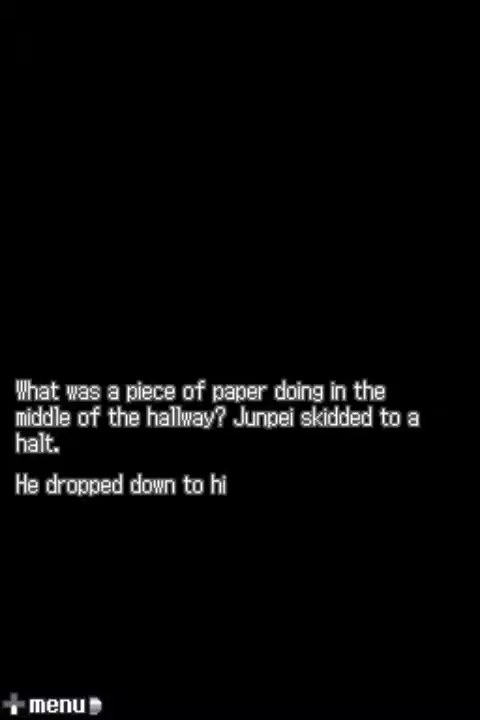 What was a piece of paper doing in the
middle of the hallway? Junpei skidded to a
halt.
He dropped down to hi
menu